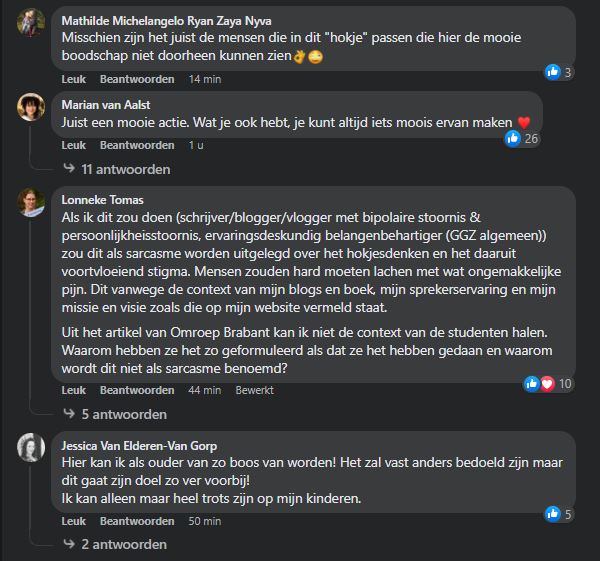 Mathilde Michelangelo Ryan Zaya Nyva
Misschien zijn het juist de mensen die in dit "hokje" passen die hier de mooie
boodschap niet doorheen kunnen zien👌😏
Leuk Beantwoorden 14 min
3
Marian van Aalst
Juist een mooie actie. Wat je ook hebt, je kunt altijd iets moois ervan maken ❤️
Leuk Beantwoorden 1 u
26
11 antwoorden
Lonneke Tomas
Als ik dit zou doen (schrijver/blogger/vlogger met bipolaire stoornis &
persoonlijkheisstoornis, ervaringsdeskundig belangenbehartiger (GGZ algemeen))
zou dit als sarcasme worden uitgelegd over het hokjesdenken en het daaruit
voortvloeiend stigma. Mensen zouden hard moeten lachen met wat ongemakkelijke
pijn. Dit vanwege de context van mijn blogs en boek, mijn sprekerservaring en mijn
missie en visie zoals die op mijn website vermeld staat.
Uit het artikel van Omroep Brabant kan ik niet de context van de studenten halen.
Waarom hebben ze het zo geformuleerd als dat ze het hebben gedaan en waarom
wordt dit niet als sarcasme benoemd?
Leuk Beantwoorden 44 min Bewerkt
10
5 antwoorden
Jessica Van Elderen-Van Gorp
Hier kan ik als ouder van zo boos van worden! Het zal vast anders bedoeld zijn maar
dit gaat zijn doel zo ver voorbij!
Ik kan alleen maar heel trots zijn op mijn kinderen.
Leuk Beantwoorden 50 min
5
2 antwoorden